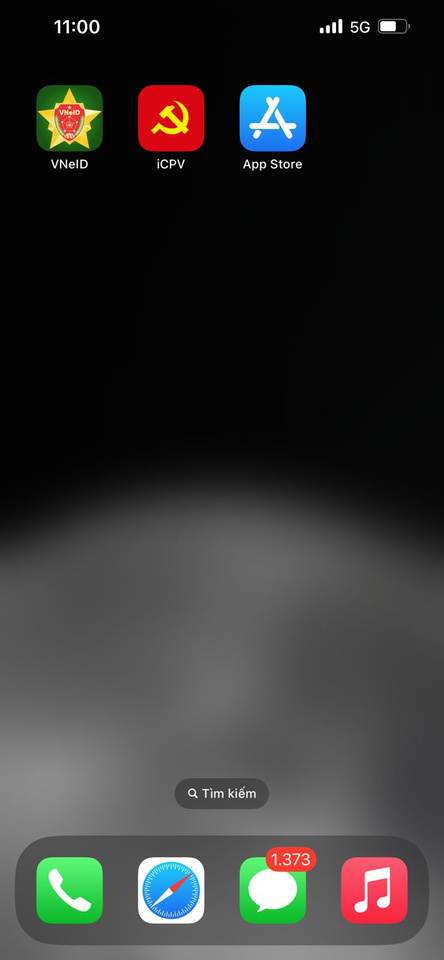 11:00
5G
VNeID
VNeID
iCPV
App Store
Tìm kiếm
1.373